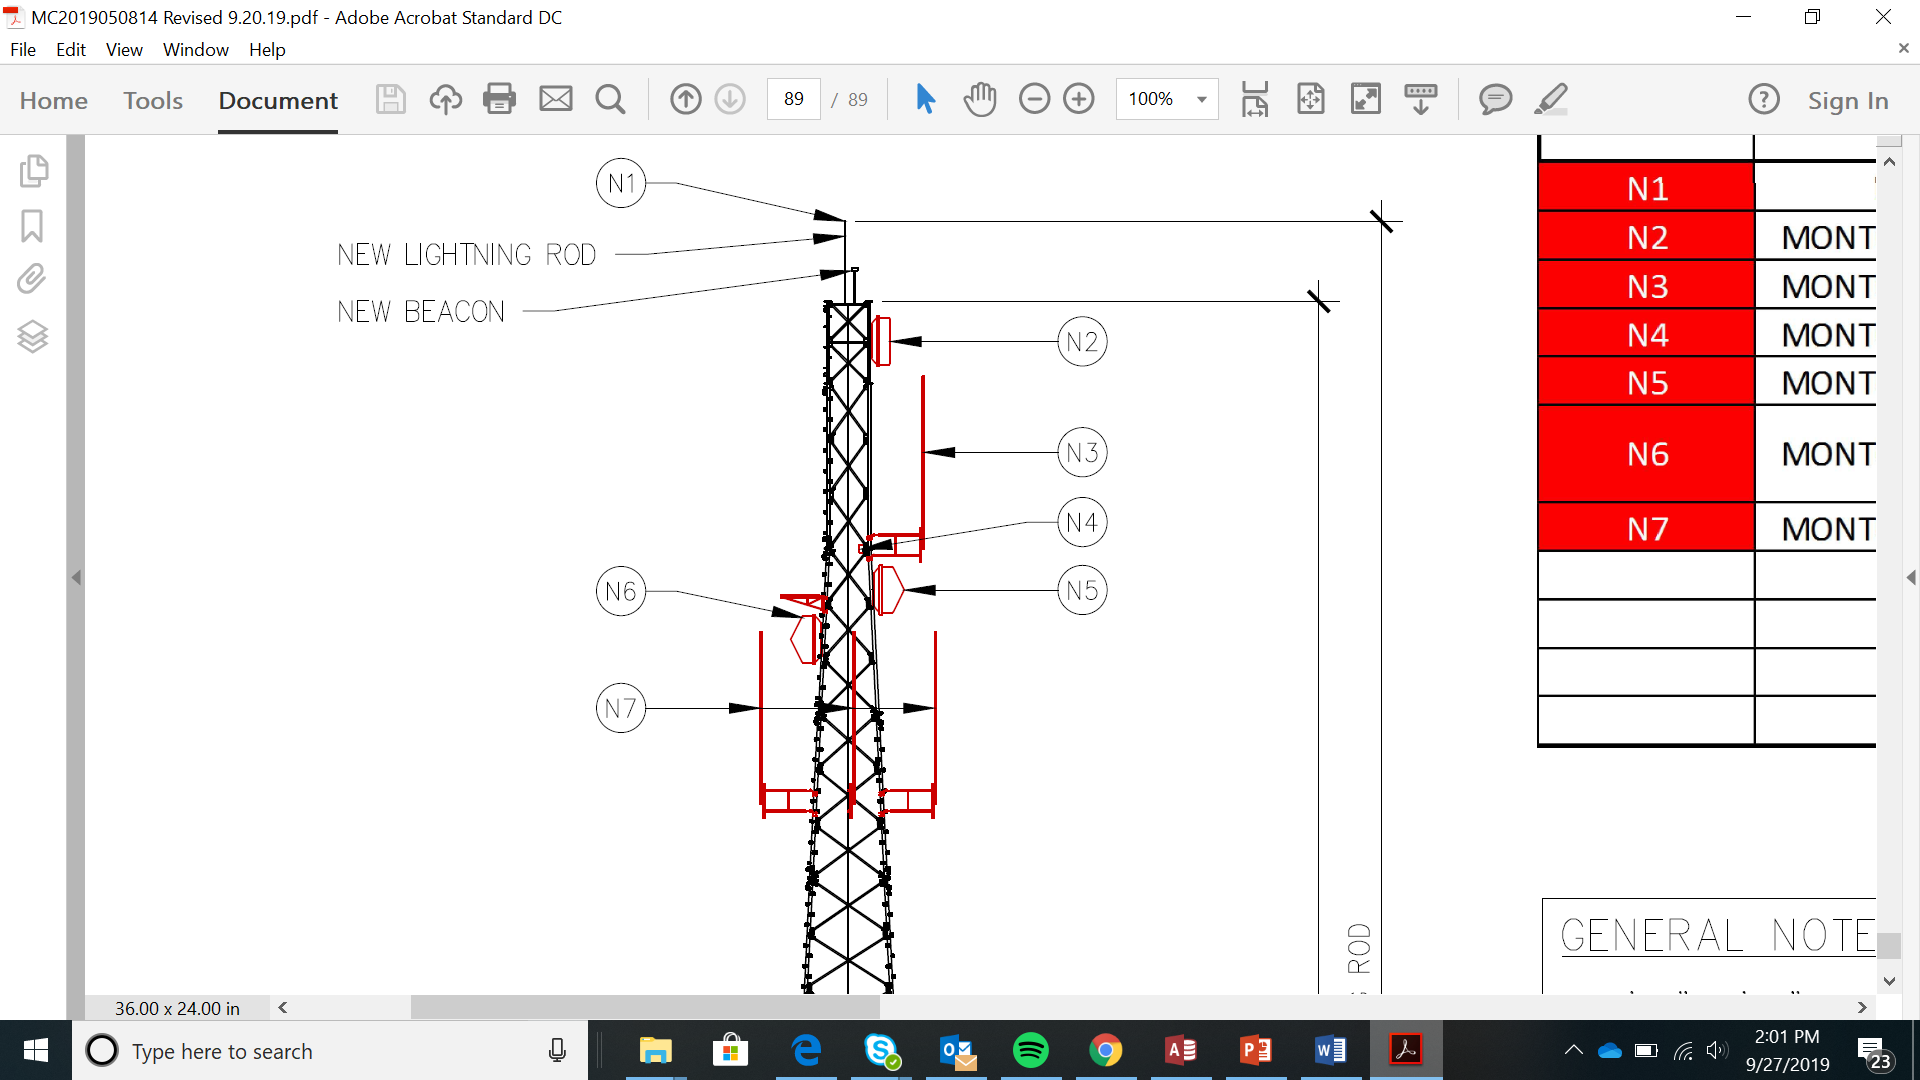 MC2019050814 Revised 9.20.19.pdf - Adobe Acrobat Standard DC
File Edit View Window Help
Home Tools Document 89 / 89 100% Sign In
N1
NEW LIGHTNING ROD
NEW BEACON
N2
N3
N4
N5
N6
N7
ROD
N1
N2 MONT
N3 MONT
N4 MONT
N5 MONT
N6 MONT
N7 MONT
GENERAL NOTE
36.00 x 24.00 in
Type here to search
2:01 PM
9/27/2019
23